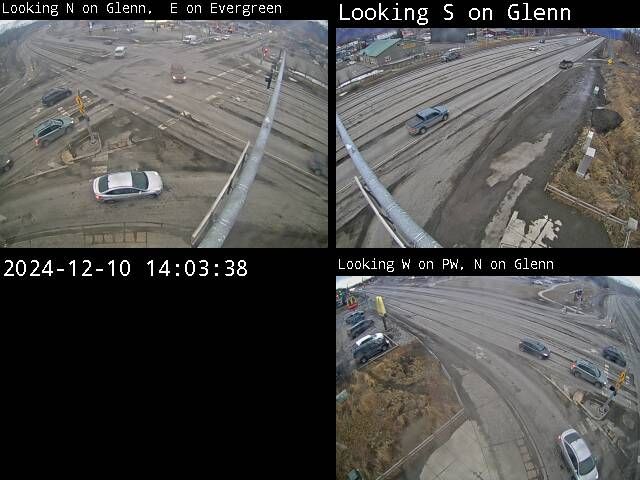 Looking N on Glenn,  E on Evergreen
Looking S on Glenn
2024-12-10 14:03:38
Looking W on PW, N on Glenn